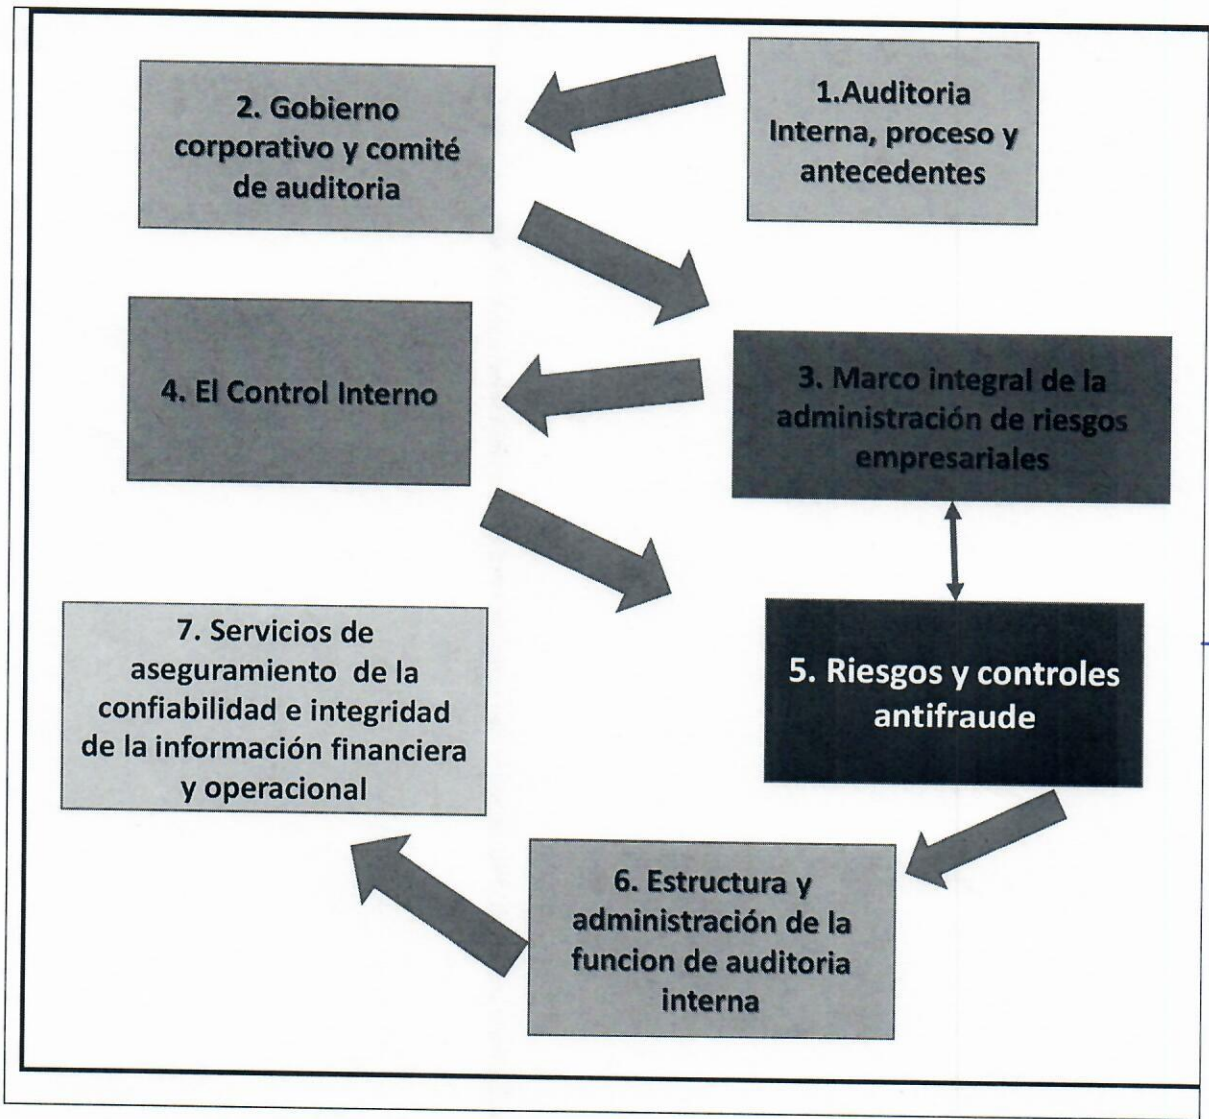 1.Auditoria
Interna, proceso y
antecedentes
2. Gobierno
corporativo y comité
de auditoria
3. Marco integral de la
administración de riesgos
empresariales
4. El Control Interno
5. Riesgos y controles
antifraude
6. Estructura y
administración de la
funcion de auditoria
interna
7. Servicios de
aseguramiento de la
confiabilidad e integridad
de la información financiera
y operacional